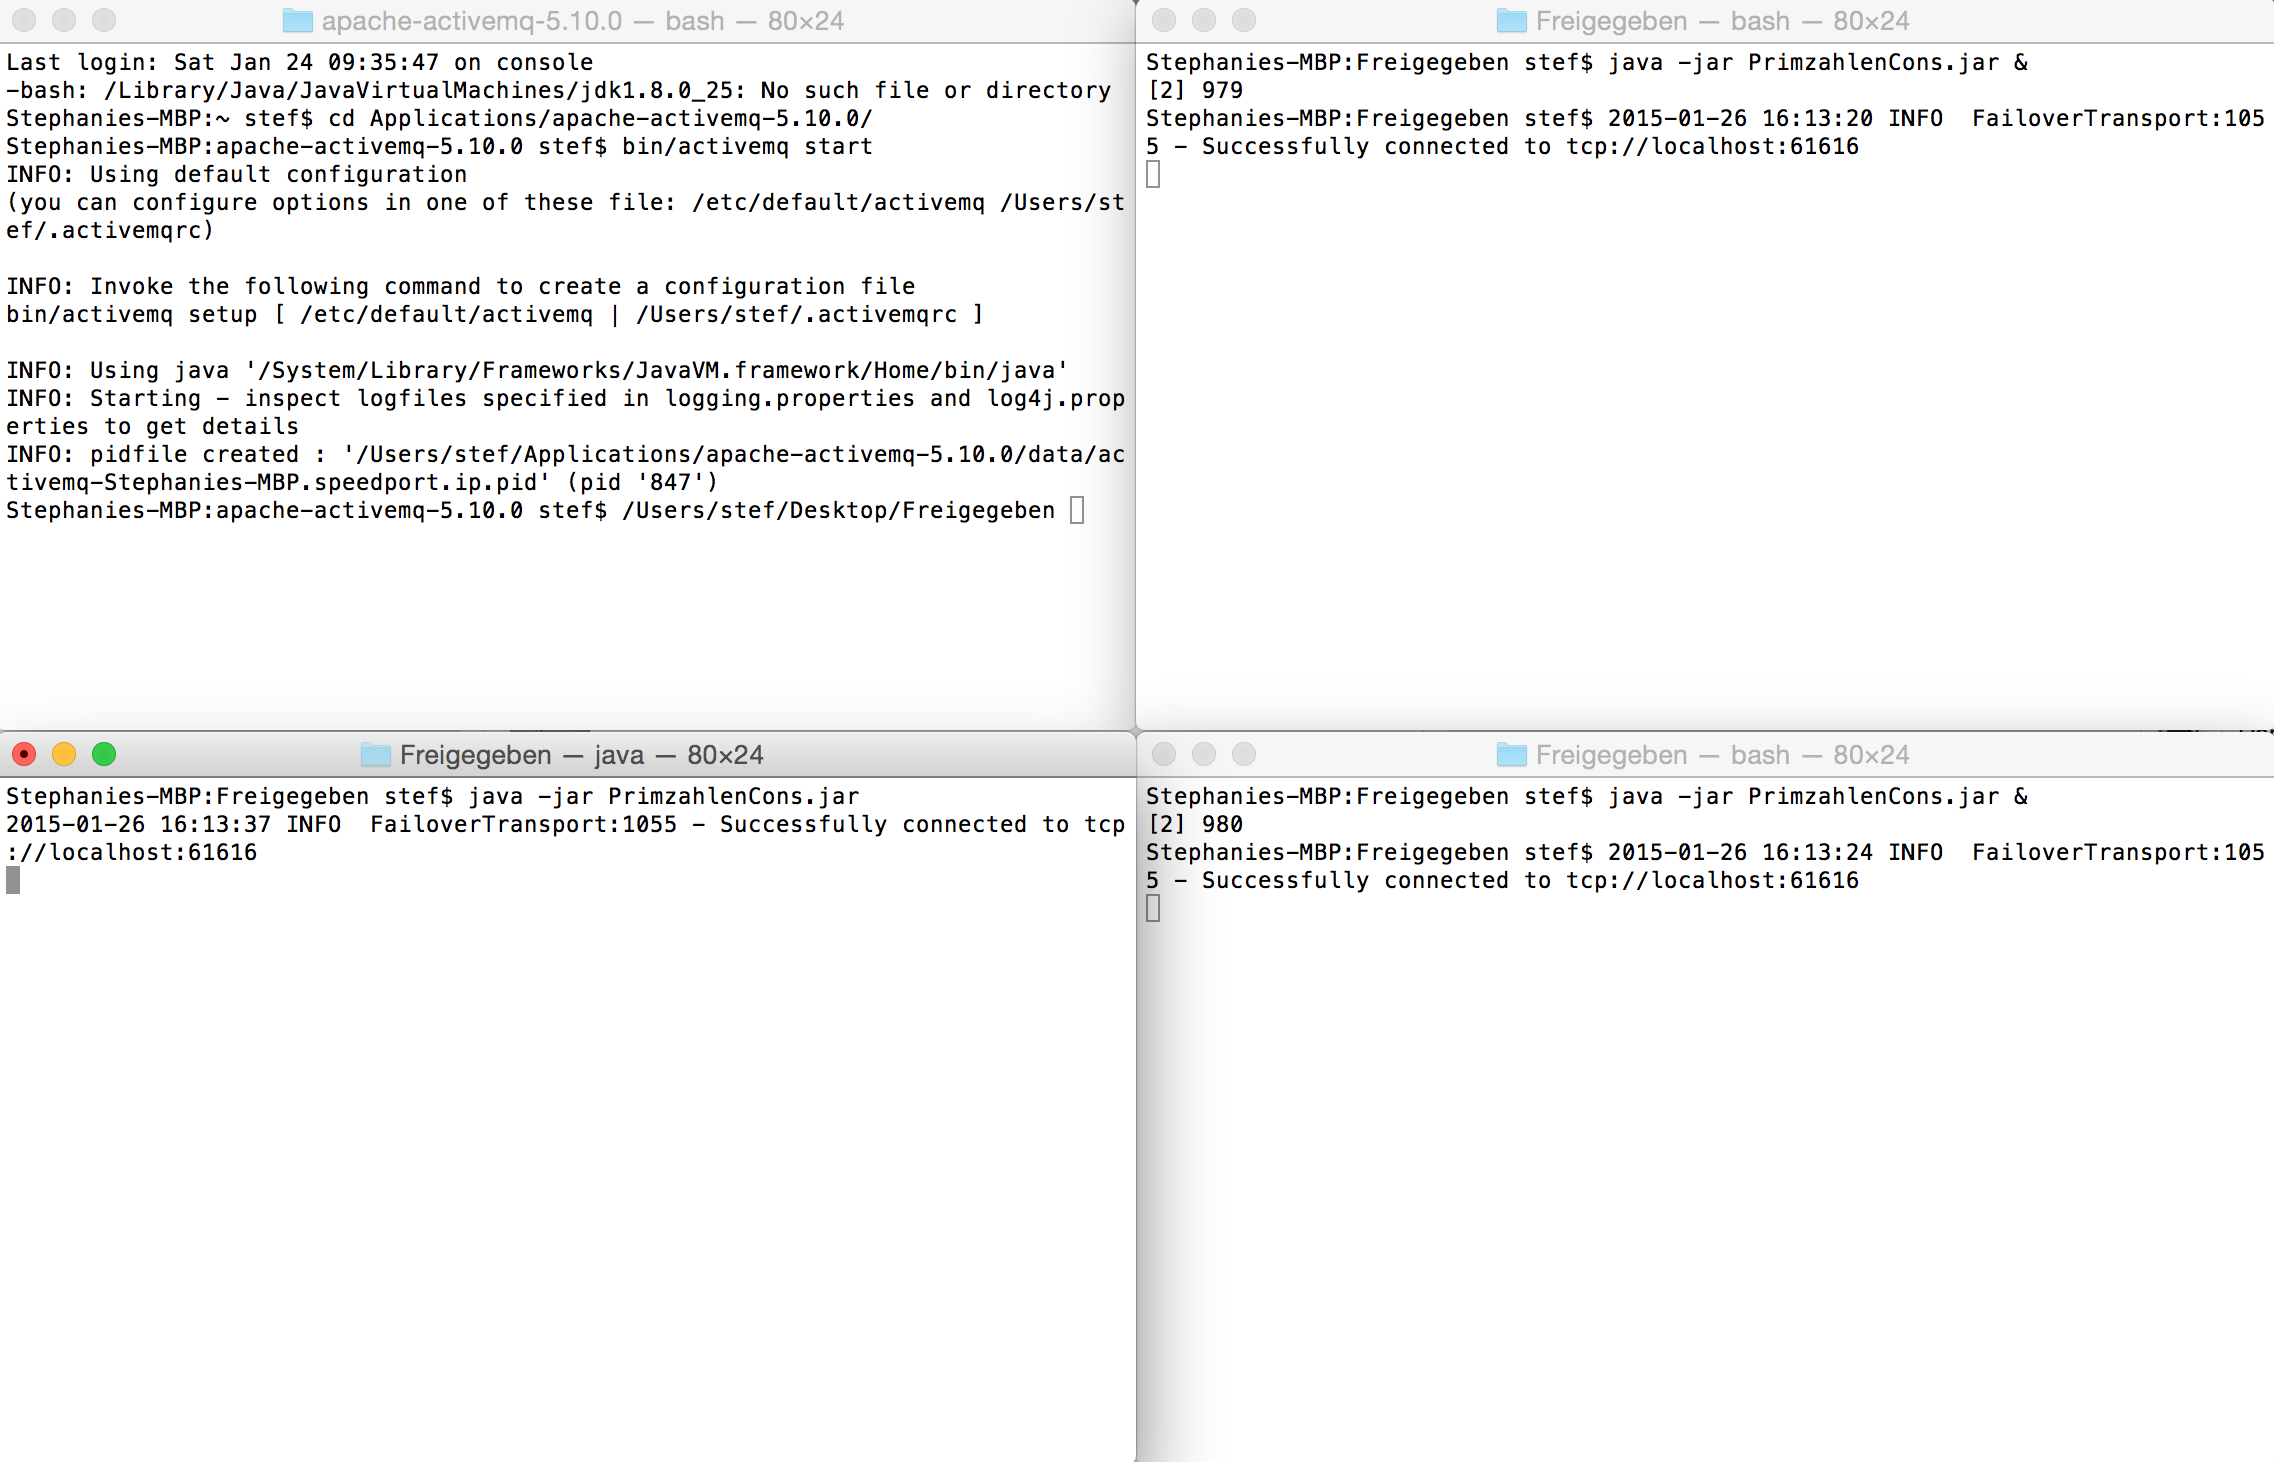 apache-activemq-5.10.0 — bash — 80×24
Last login: Sat Jan 24 09:35:47 on console
-bash: /Library/Java/JavaVirtualMachines/jdk1.8.0_25: No such file or directory
Stephanies-MBP:~ stef$ cd Applications/apache-activemq-5.10.0/
Stephanies-MBP:apache-activemq-5.10.0 stef$ bin/activemq start
INFO: Using default configuration
(you can configure options in one of these file: /etc/default/activemq /Users/st
ef/.activemqrc)
INFO: Invoke the following command to create a configuration file
bin/activemq setup [ /etc/default/activemq | /Users/stef/.activemqrc ]
INFO: Using java '/System/Library/Frameworks/JavaVM.framework/Home/bin/java'
INFO: Starting - inspect logfiles specified in logging.properties and log4j.prop
erties to get details
INFO: pidfile created : '/Users/stef/Applications/apache-activemq-5.10.0/data/ac
tivemq-Stephanies-MBP.speedport.ip.pid' (pid '847')
Stephanies-MBP:apache-activemq-5.10.0 stef$ /Users/stef/Desktop/Freigegeben
Freigegeben — bash — 80×24
Stephanies-MBP:Freigegeben stef$ java -jar PrimzahlenCons.jar &
[2] 979
Stephanies-MBP:Freigegeben stef$ 2015-01-26 16:13:20 INFO  FailoverTransport:105
5 - Successfully connected to tcp://localhost:61616
Freigegeben — java — 80×24
Stephanies-MBP:Freigegeben stef$ java -jar PrimzahlenCons.jar
2015-01-26 16:13:37 INFO  FailoverTransport:1055 - Successfully connected to tcp
://localhost:61616
Freigegeben — bash — 80×24
Stephanies-MBP:Freigegeben stef$ java -jar PrimzahlenCons.jar &
[2] 980
Stephanies-MBP:Freigegeben stef$ 2015-01-26 16:13:24 INFO  FailoverTransport:105
5 - Successfully connected to tcp://localhost:61616